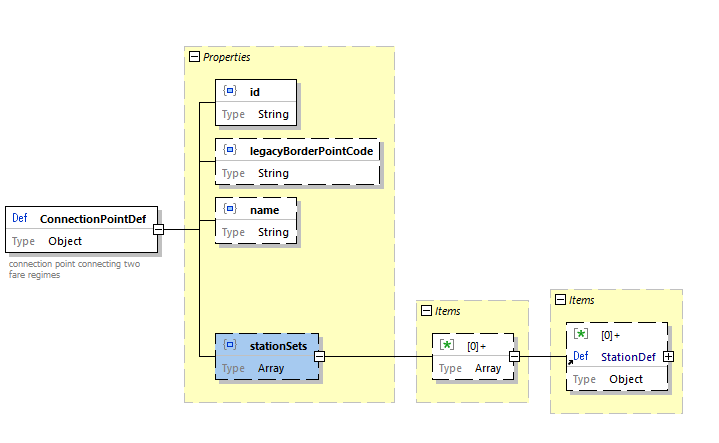 Properties
id
Type String
legacyBorderPointCode
Type String
name
Type String
Def ConnectionPointDef
Type Object
connection point connecting two
fare regimes
stationSets
Type Array
Items
[0]+
Type Array
Items
[0]+
Def StationDef
Type Object